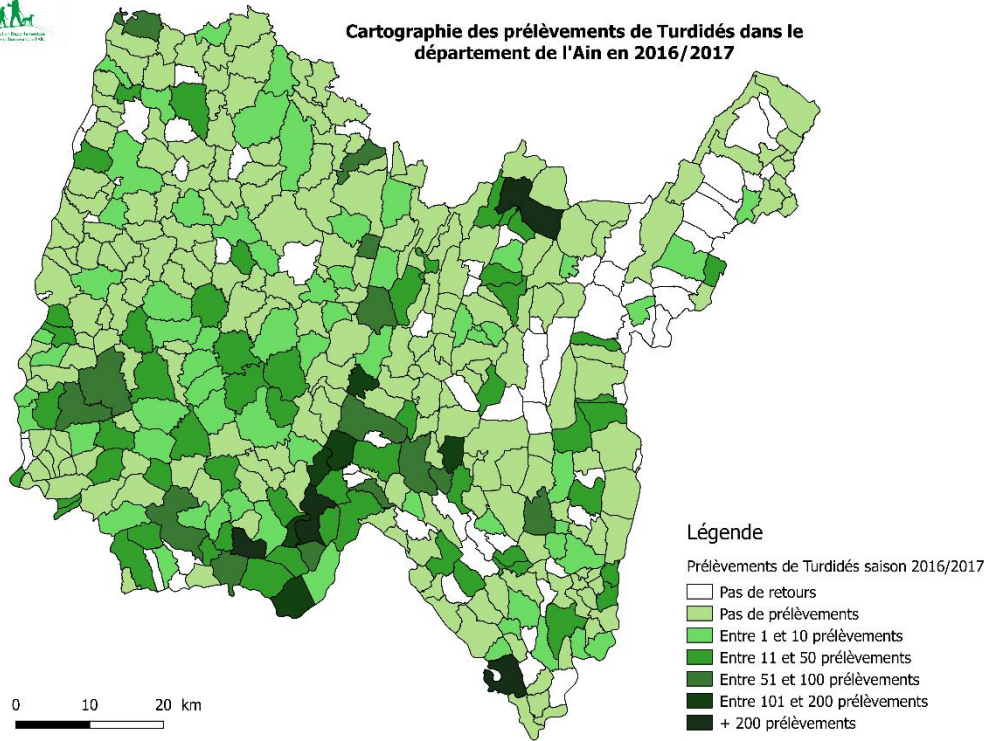 Cartographie des prélèvements de Turdidés dans le
département de l'Ain en 2016/2017
Légende
Prélèvements de Turdidés saison 2016/2017
Pas de retours
Pas de prélèvements
Entre 1 et 10 prélèvements
Entre 11 et 50 prélèvements
Entre 51 et 100 prélèvements
Entre 101 et 200 prélèvements
+ 200 prélèvements
0 10 20 km